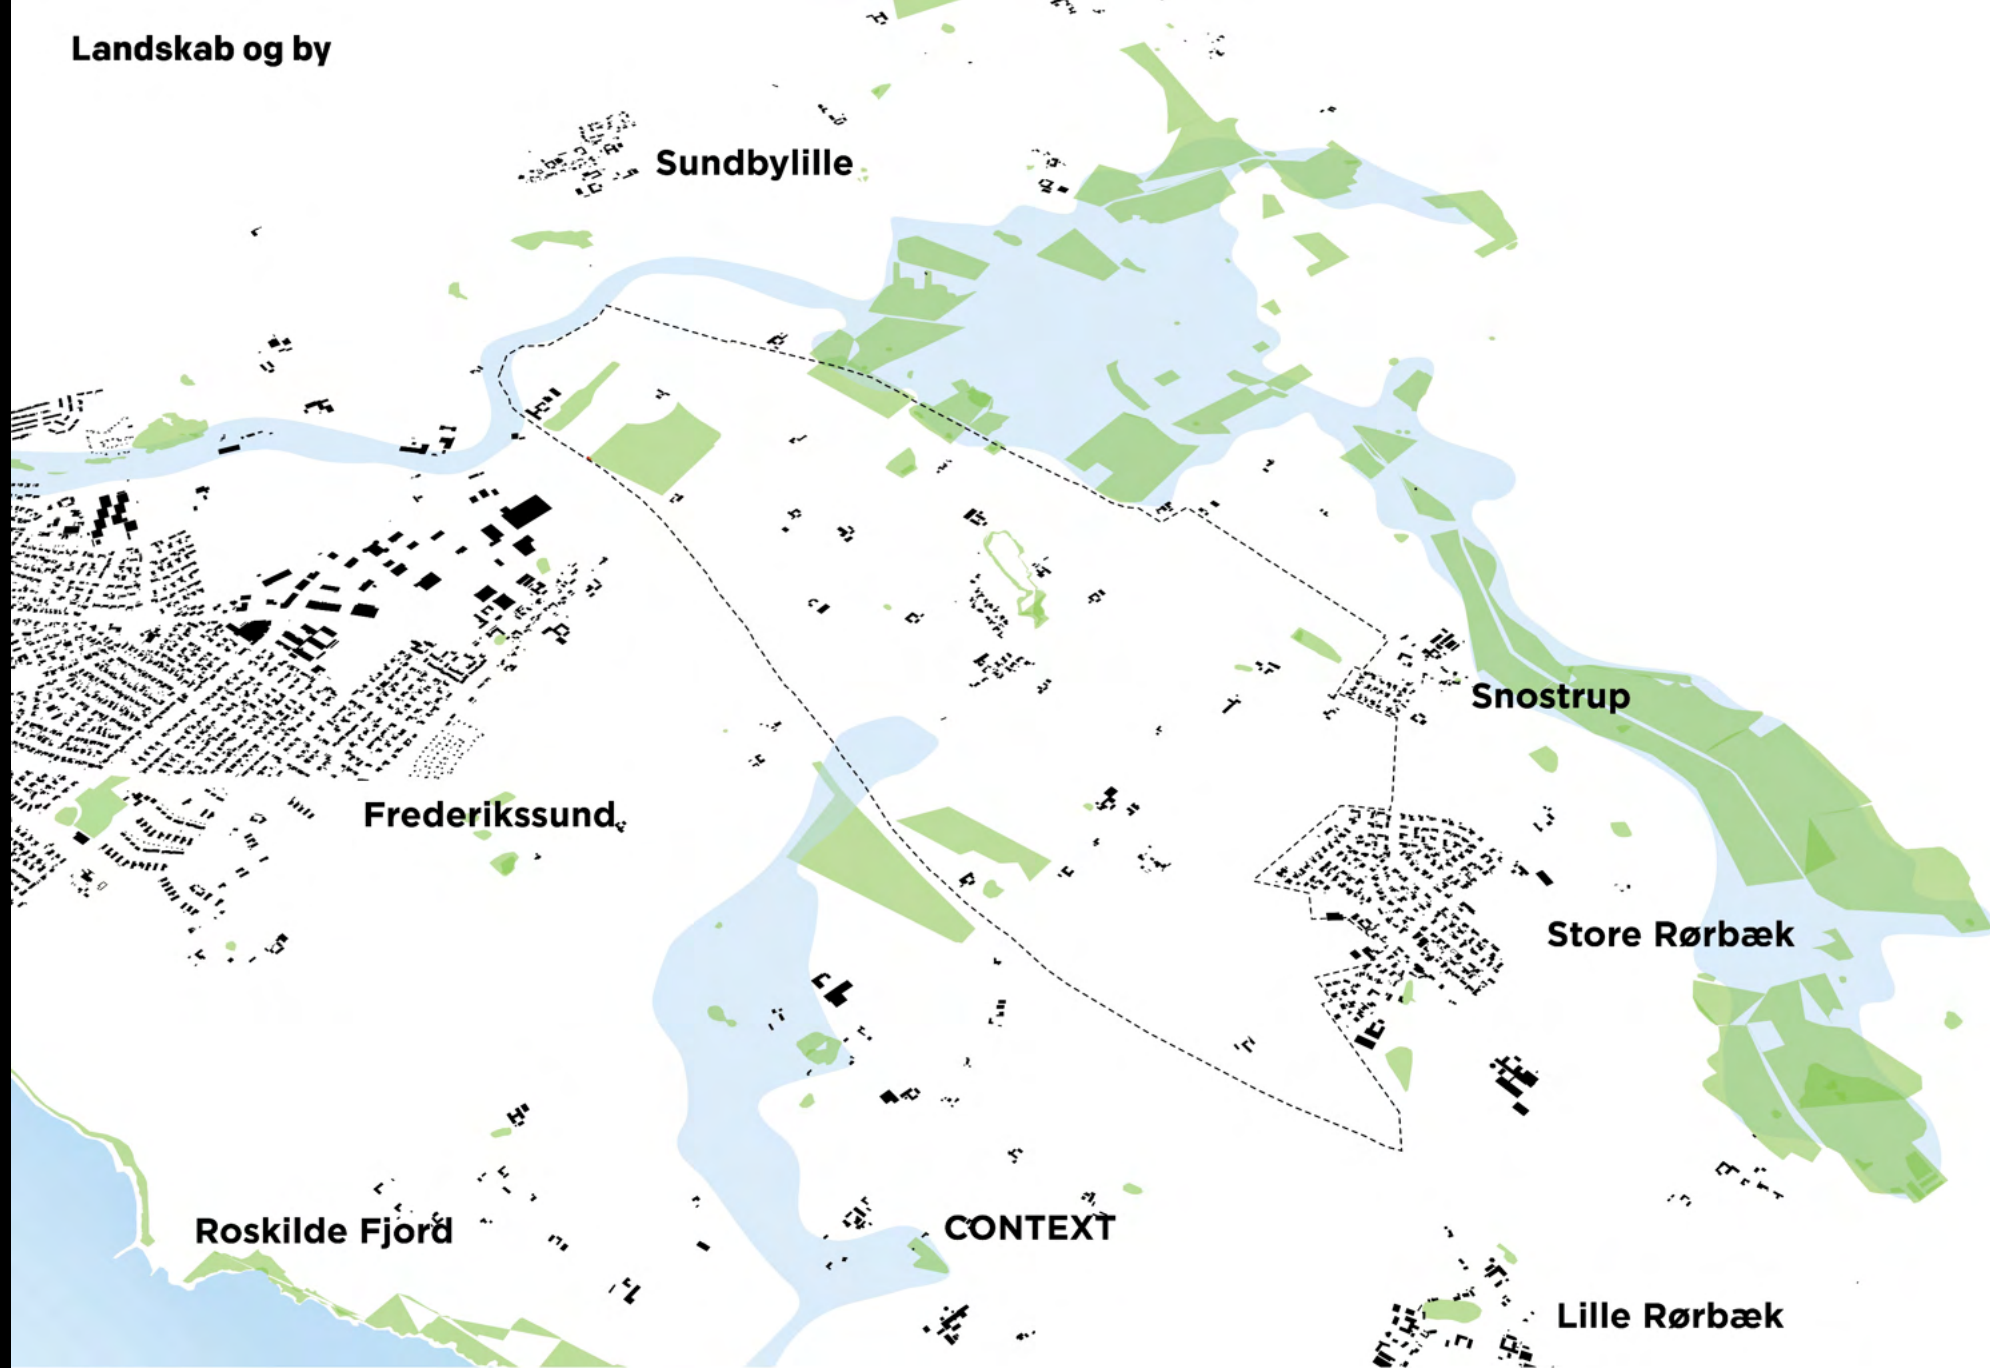 Landskab og by
Sundbylille
Snostrup
Frederikssund
Store Rørbæk
Roskilde Fjord
CONTEXT
Lille Rørbæk